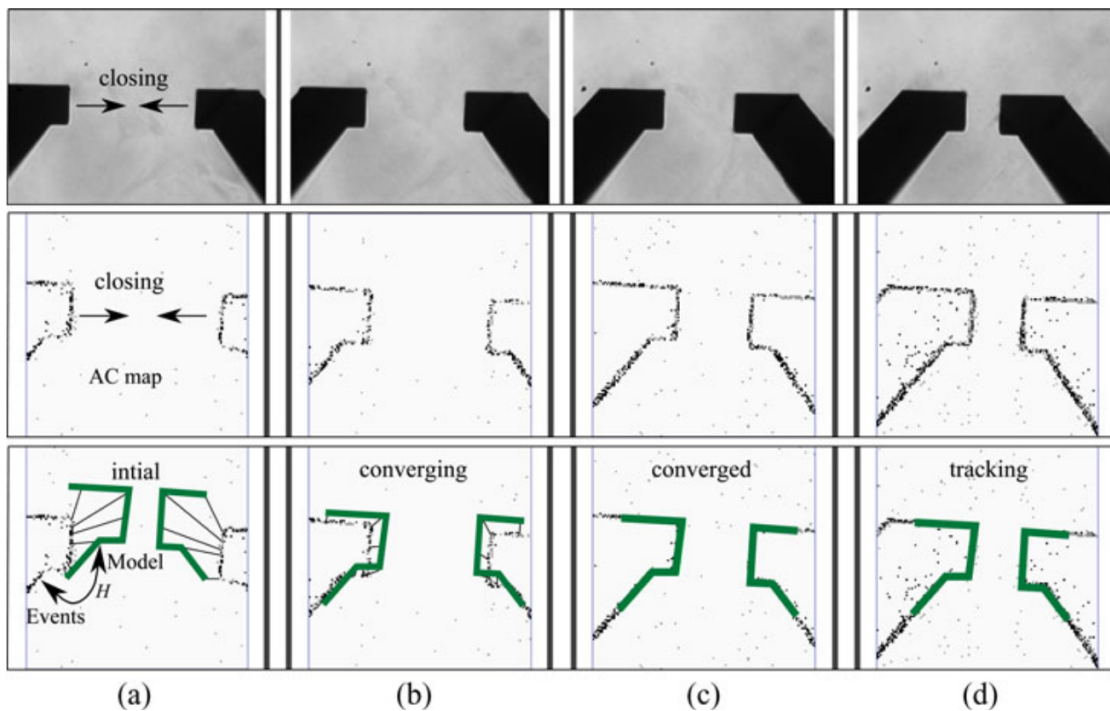 closing
closing
AC map
intial
converging
converged
tracking
Model
H
Events
(a)
(b)
(c)
(d)